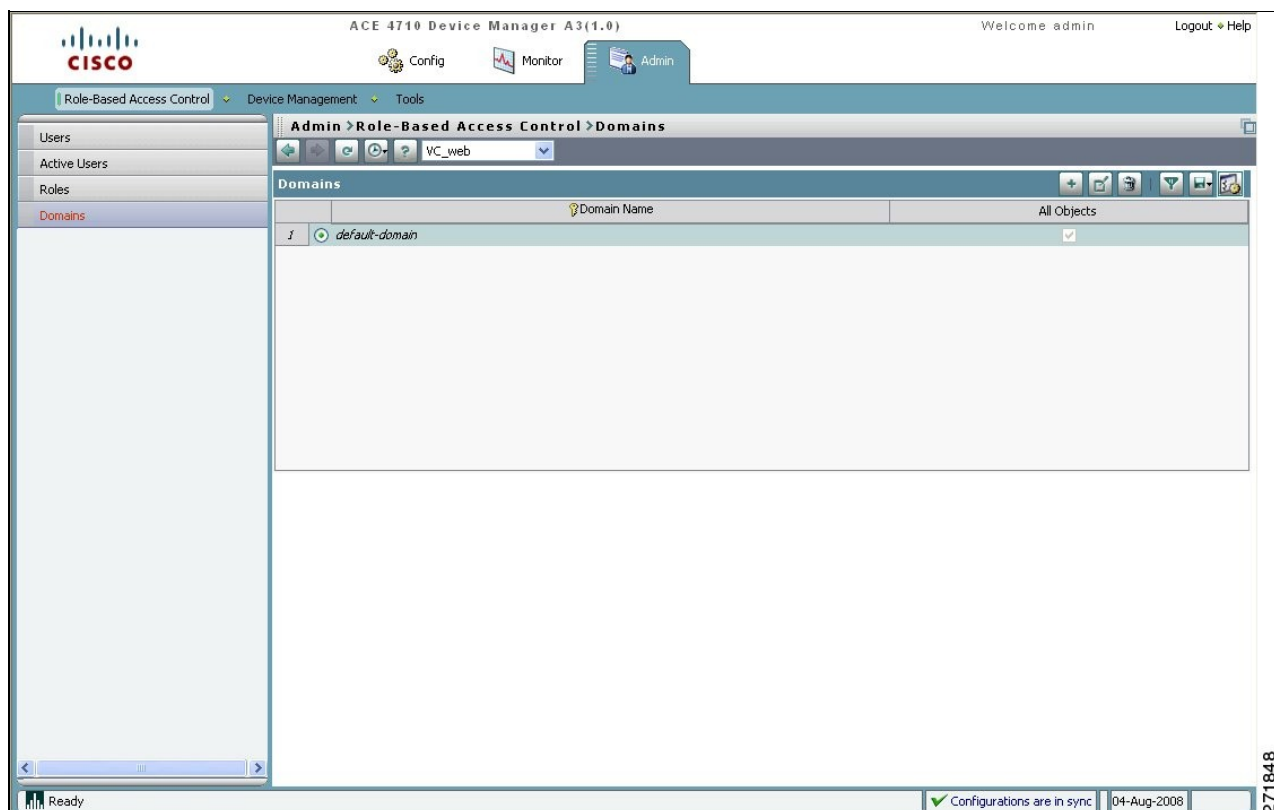 ACE 4710 Device Manager A3(1.0)
Welcome admin
Logout Help
CISCO
Config
Monitor
Admin
Role-Based Access Control
Device Management
Tools
Users
Active Users
Roles
Domains
Admin >Role-Based Access Control >Domains
VC_web
Domains
Domain Name
All Objects
1 default-domain
Ready
Configurations are in sync
04-Aug-2008
271848